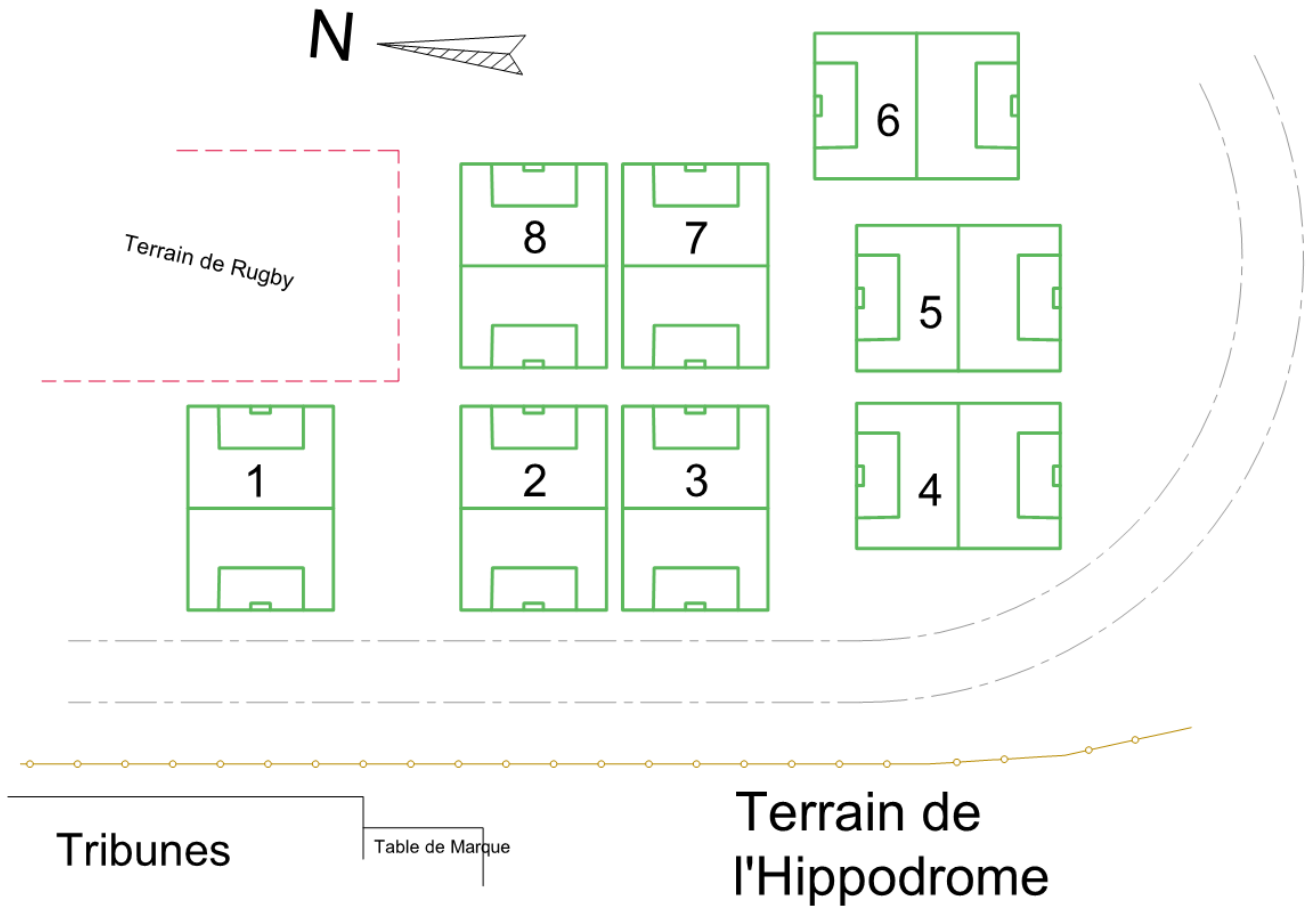 N
6
8
7
Terrain de Rugby
5
1
2
3
4
Terrain de
l'Hippodrome
Tribunes
Table de Marque